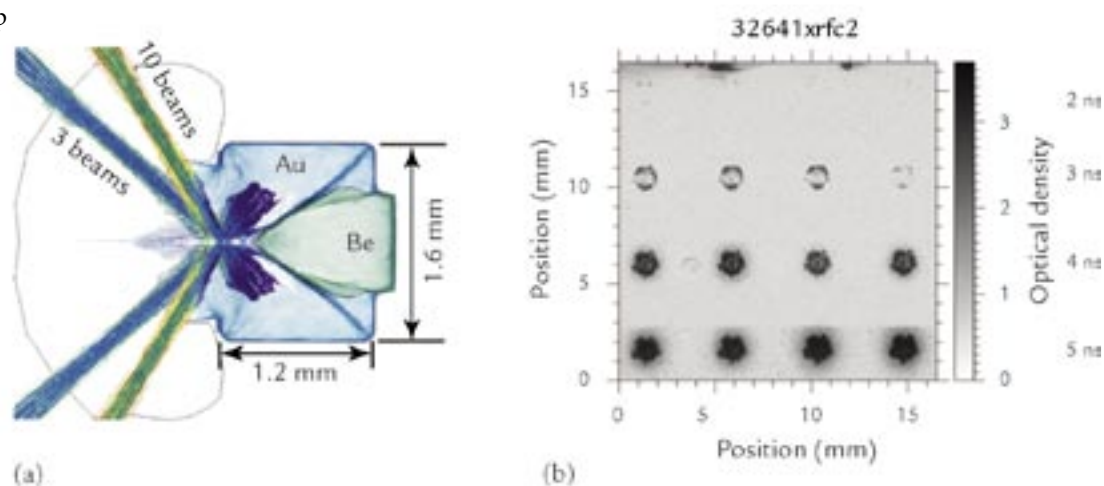 10 beams
3 beams
Au
Be
1.6 mm
1.2 mm
(a)
32641xrfc2
Position (mm)
15
10
5
0
0
5
10
15
Position (mm)
3
2
1
0
Optical density
2 ns
3 ns
4 ns
5 ns
(b)